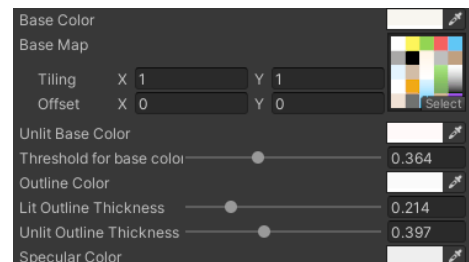 Base Color
Base Map
Tiling X 1 Y 1
Offset X 0 Y 0
Select
Unlit Base Color
Threshold for base color 0.364
Outline Color
Lit Outline Thickness 0.214
Unlit Outline Thickness 0.397
Specular Color